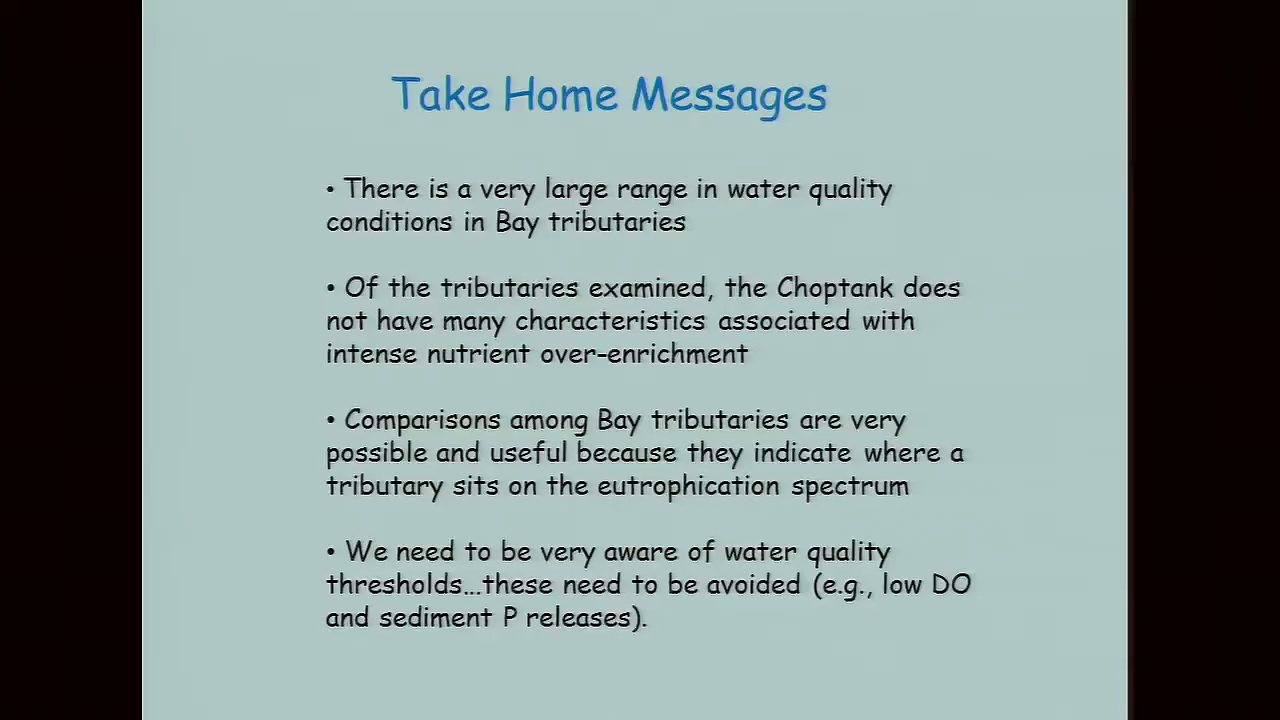 Take Home Messages
• There is a very large range in water quality
conditions in Bay tributaries
• Of the tributaries examined, the Choptank does
not have many characteristics associated with
intense nutrient over-enrichment
• Comparisons among Bay tributaries are very
possible and useful because they indicate where a
tributary sits on the eutrophication spectrum
• We need to be very aware of water quality
thresholds…these need to be avoided (e.g., low DO
and sediment P releases).